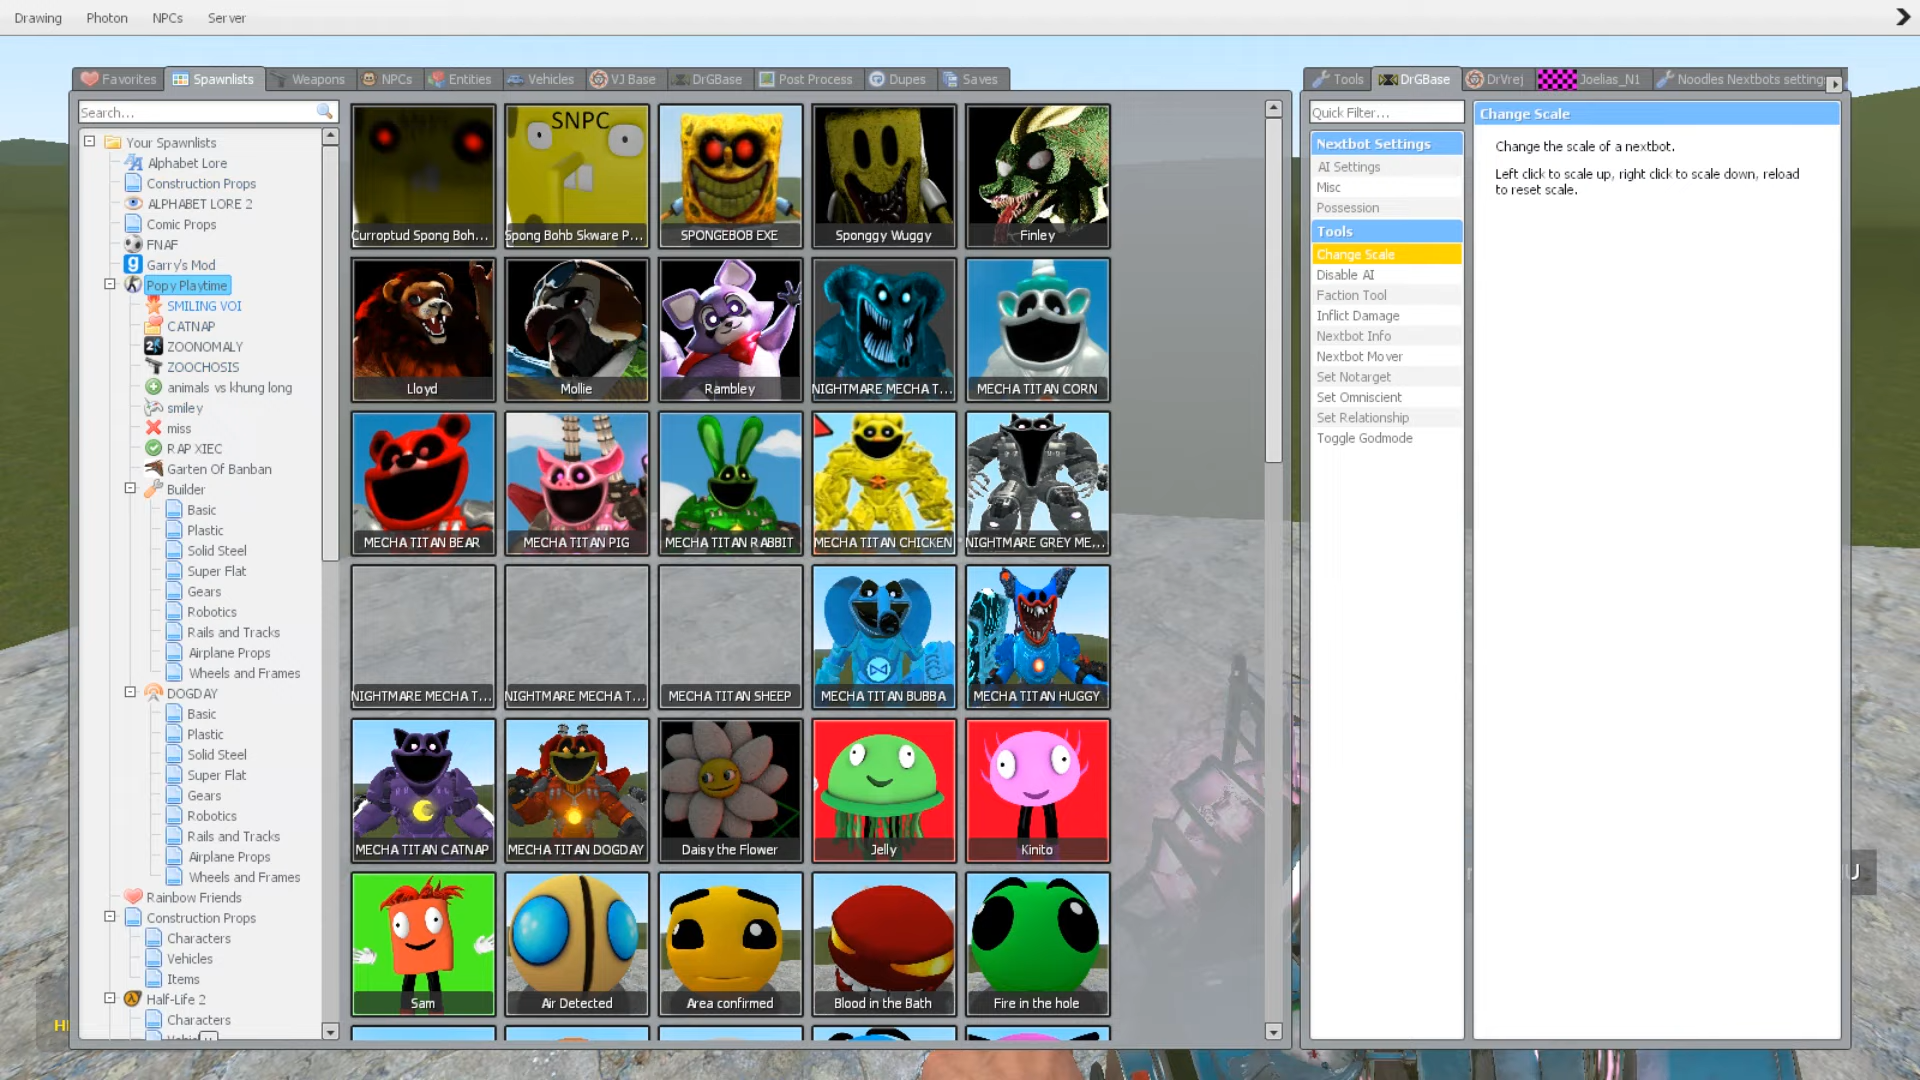 Drawing Photon NPCs Server
Favorites Spawnlists Weapons NPCs Entities Vehicles VJ Base DrGBase Post Process Dupes Saves
Search...
Your Spawnlists
Alphabet Lore
Construction Props
ALPHABET LORE 2
Comic Props
FNAF
Garry's Mod
Popy Playtime
SMILING VOI
CATNAP
ZOONOMALY
ZOOCHOSIS
animals vs khung long
smiley
miss
RAP XIEC
Garten Of Banban
Builder
Basic
Plastic
Solid Steel
Super Flat
Gears
Robotics
Rails and Tracks
Airplane Props
Wheels and Frames
DOGDAY
Basic
Plastic
Solid Steel
Super Flat
Gears
Robotics
Rails and Tracks
Airplane Props
Wheels and Frames
Rainbow Friends
Construction Props
Characters
Vehicles
Items
Half-Life 2
Characters
SNPC
Curroptud Spong Boh... Spong Bohb Skware P... SPONGEBOB EXE Sponggy Wuggy Finley
Lloyd Mollie Rambley NIGHTMARE MECHA T... MECHA TITAN CORN
MECHA TITAN BEAR MECHA TITAN PIG MECHA TITAN RABBIT MECHA TITAN CHICKEN NIGHTMARE GREY ME...
NIGHTMARE MECHA T... NIGHTMARE MECHA T... MECHA TITAN SHEEP MECHA TITAN BUBBA MECHA TITAN HUGGY
MECHA TITAN CATNAP MECHA TITAN DOGDAY Daisy the Flower Jelly Kinito
Sam Air Detected Area confirmed Blood in the Bath Fire in the hole
Tools DrGBase DrVrej Joelias_N1 Noodles Nextbots setting
Quick Filter...
Nextbot Settings
AI Settings
Misc
Possession
Tools
Change Scale
Disable AI
Faction Tool
Inflict Damage
Nextbot Info
Nextbot Mover
Set Notarget
Set Omniscient
Set Relationship
Toggle Godmode
Change Scale
Change the scale of a nextbot.
Left click to scale up, right click to scale down, reload
to reset scale.